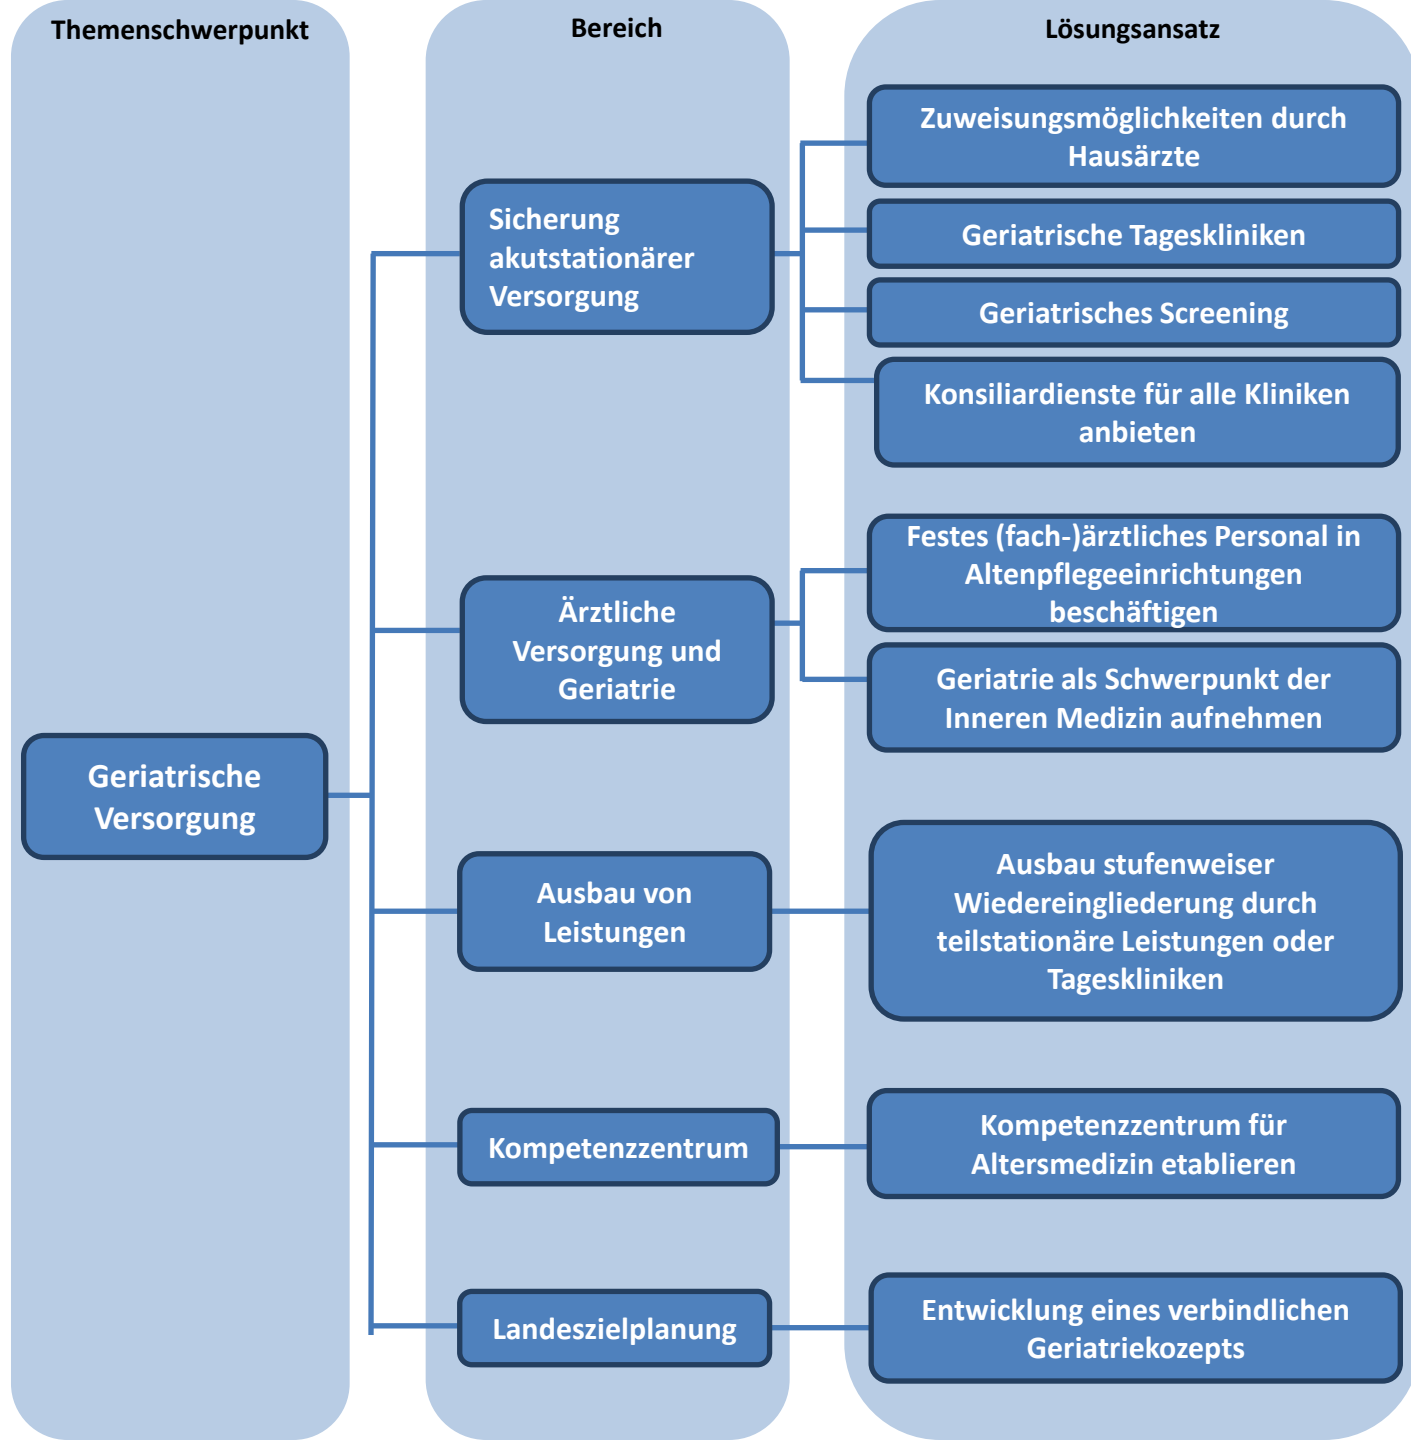 Themenschwerpunkt
Bereich
Lösungsansatz
Geriatrische
Versorgung
Sicherung
akutstationärer
Versorgung
Zuweisungsmöglichkeiten durch
Hausärzte
Geriatrische Tageskliniken
Geriatrisches Screening
Konsiliardienste für alle Kliniken
anbieten
Ärztliche
Versorgung und
Geriatrie
Festes (fach-)ärztliches Personal in
Altenpflegeeinrichtungen
beschäftigen
Geriatrie als Schwerpunkt der
Inneren Medizin aufnehmen
Ausbau von
Leistungen
Ausbau stufenweiser
Wiedereingliederung durch
teilstationäre Leistungen oder
Tageskliniken
Kompetenzzentrum
Kompetenzzentrum für
Altersmedizin etablieren
Landeszielplanung
Entwicklung eines verbindlichen
Geriatriekozepts